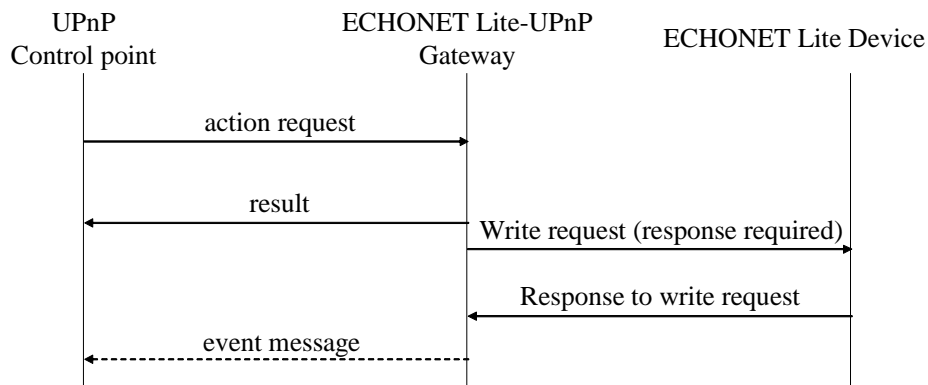 UPnP
Control point
ECHONET Lite-UPnP
Gateway
ECHONET Lite Device
action request
result
Write request (response required)
Response to write request
event message